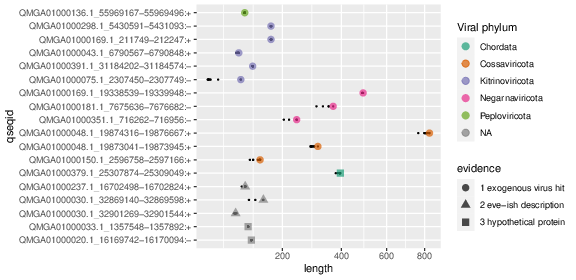 QMGA01000136.1_55969167−55969496:+
QMGA01000298.1_5430591−5431093:−
QMGA01000169.1_211749−212247:+
QMGA01000043.1_6790567−6790848:+
QMGA01000391.1_31184202−31184574:−
QMGA01000075.1_2307450−2307749:−
QMGA01000169.1_19338539−19339948:−
QMGA01000181.1_7675636−7676682:−
QMGA01000351.1_716262−716956:−
QMGA01000048.1_19874316−19876667:+
QMGA01000048.1_19873041−19873945:+
QMGA01000150.1_2596758−2597166:+
QMGA01000379.1_25307874−25309049:+
QMGA01000237.1_16702498−16702824:+
QMGA01000030.1_32869140−32869598:+
QMGA01000030.1_32901269−32901544:+
QMGA01000033.1_1357548−1357892:+
QMGA01000020.1_16169742−16170094:−
qseqid
200
400
600
800
length
Viral phylum
Chordata
Cossaviricota
Kitrinoviricota
Negarnaviricota
Peploviricota
NA
evidence
1 exogenous virus hit
2 eve−ish description
3 hypothetical protein